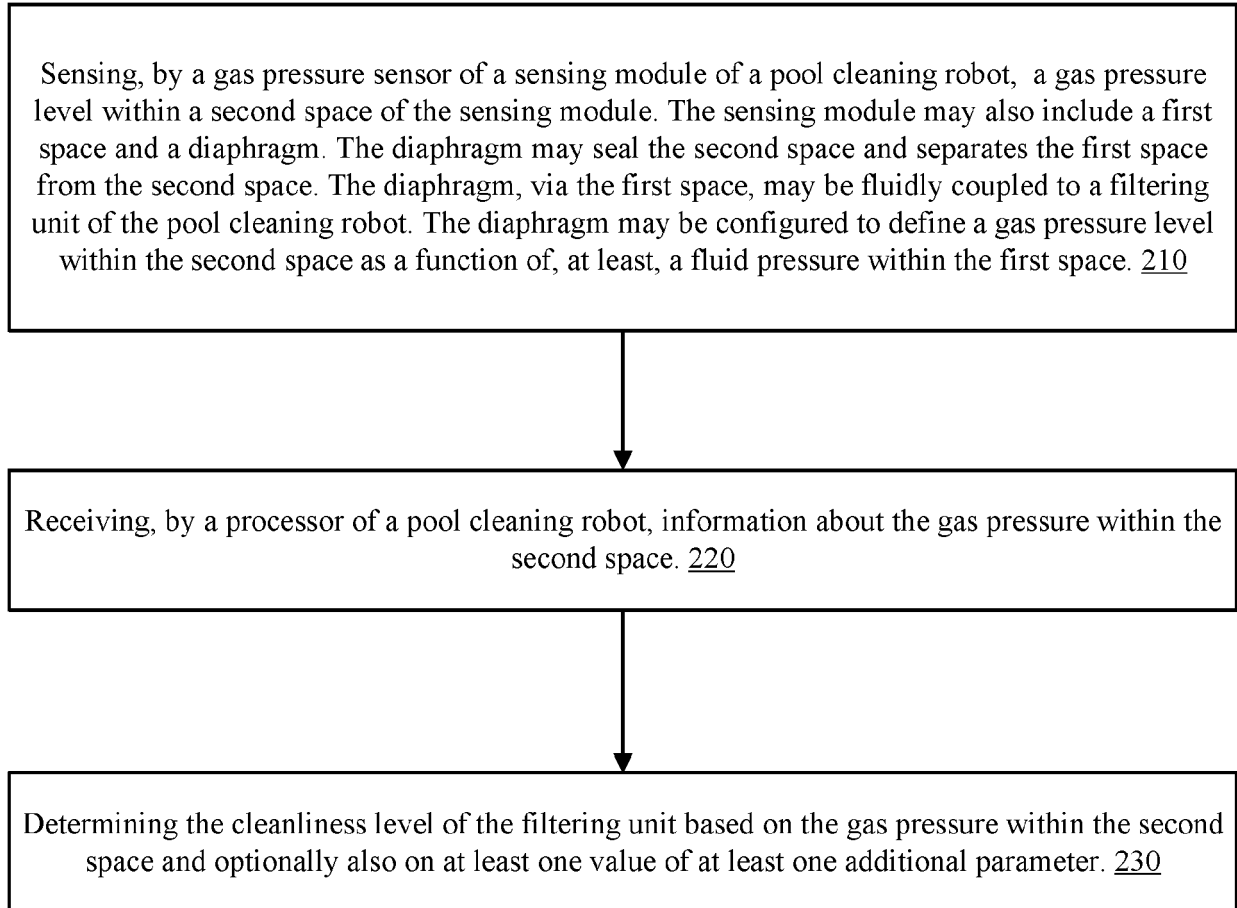 Sensing, by a gas pressure sensor of a sensing module of a pool cleaning robot, a gas pressure
level within a second space of the sensing module. The sensing module may also include a first
space and a diaphragm. The diaphragm may seal the second space and separates the first space
from the second space. The diaphragm, via the first space, may be fluidly coupled to a filtering
unit of the pool cleaning robot. The diaphragm may be configured to define a gas pressure level
within the second space as a function of, at least, a fluid pressure within the first space. 210
Receiving, by a processor of a pool cleaning robot, information about the gas pressure within the
second space. 220
Determining the cleanliness level of the filtering unit based on the gas pressure within the second
space and optionally also on at least one value of at least one additional parameter. 230